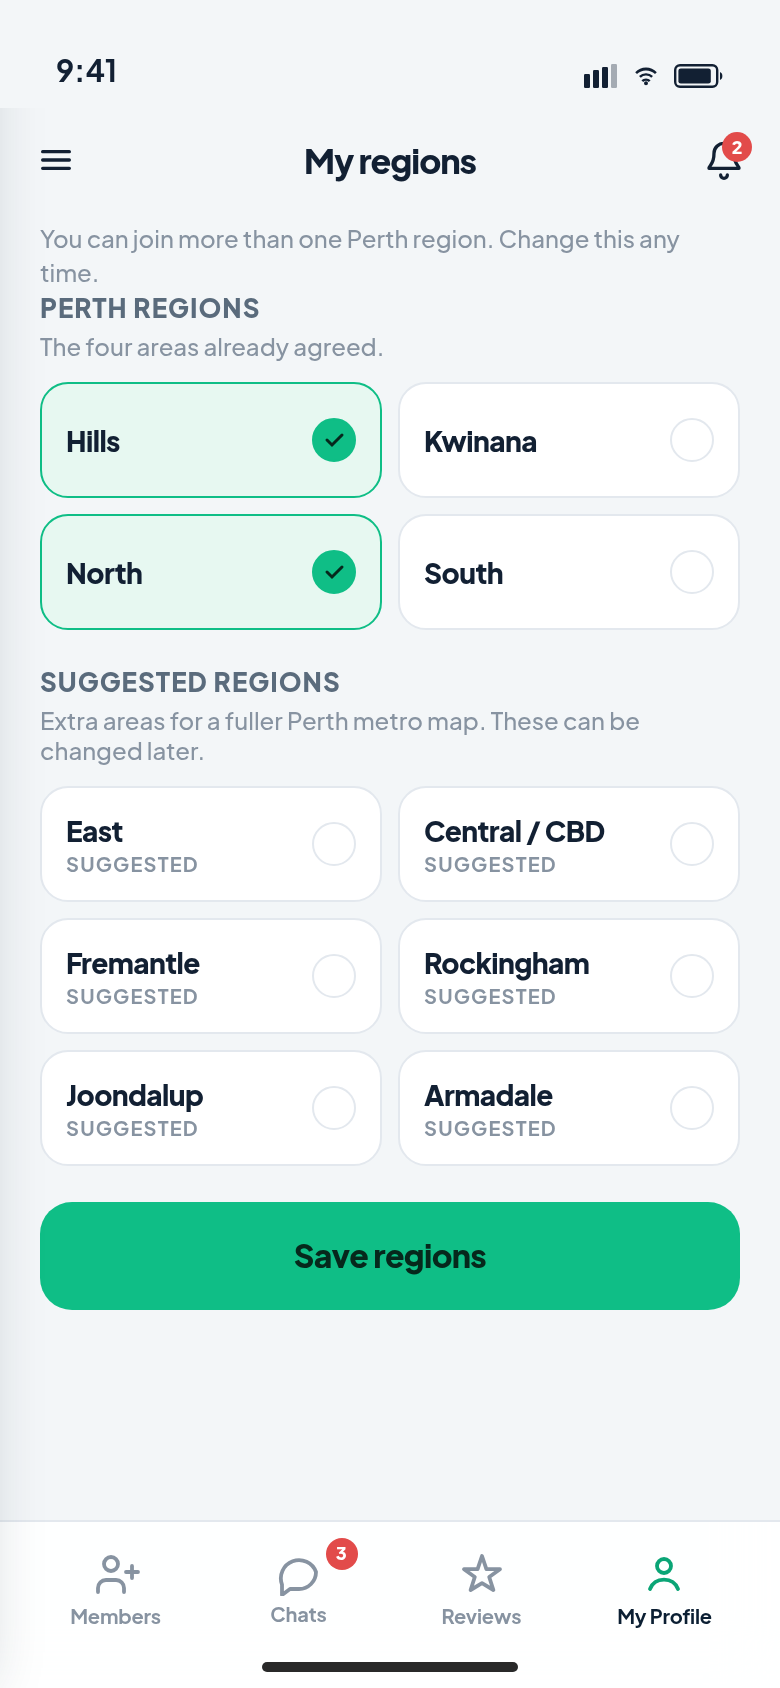 9:41
My regions
2
You can join more than one Perth region. Change this any
time.
PERTH REGIONS
The four areas already agreed.
Hills
Kwinana
North
South
SUGGESTED REGIONS
Extra areas for a fuller Perth metro map. These can be
changed later.
East
SUGGESTED
Central / CBD
SUGGESTED
Fremantle
SUGGESTED
Rockingham
SUGGESTED
Joondalup
SUGGESTED
Armadale
SUGGESTED
Save regions
Members
3
Chats
Reviews
My Profile